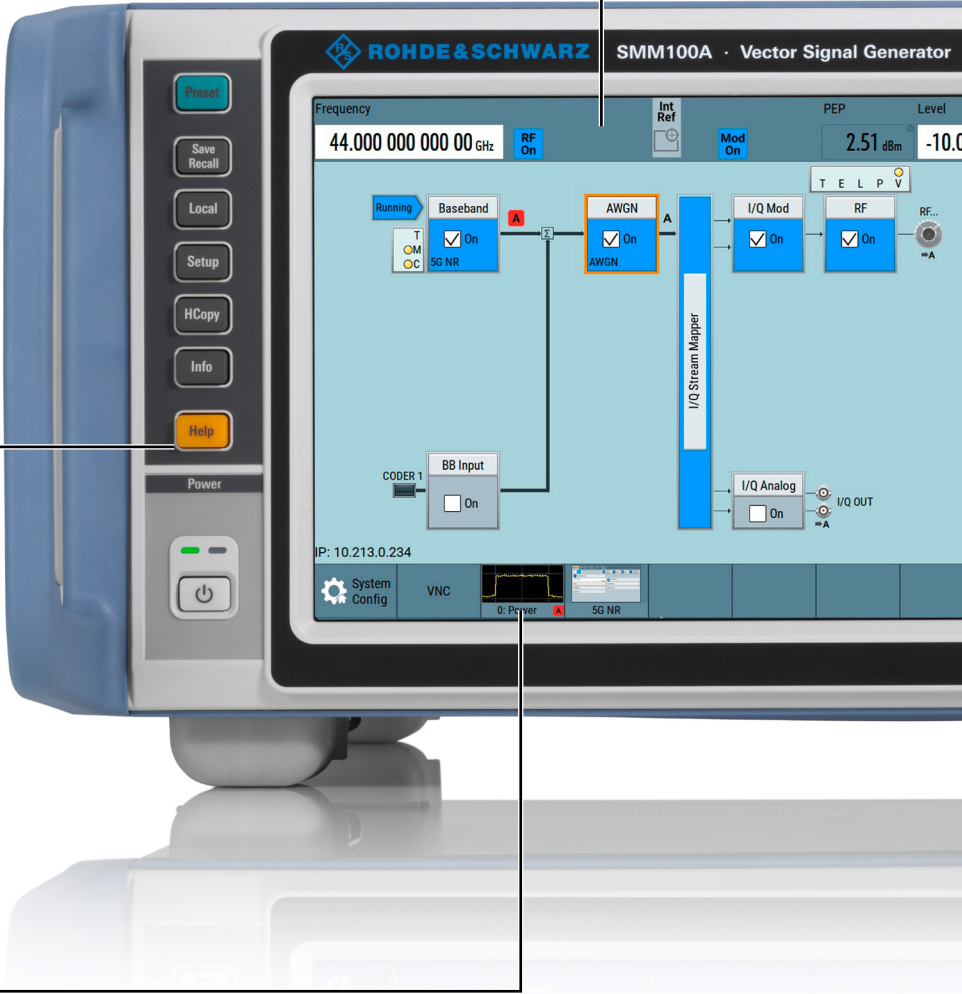 ROHDE&SCHWARZ SMM100A · Vector Signal Generator
Preset
Save
Recall
Local
Setup
HCopy
Info
Help
Power
Frequency
Int
Ref
PEP
Level
44.000 000 000 00 GHz
RF
On
Mod
On
2.51 dBm
-10.0
T E L P V
Running
Baseband
A
AWGN
A
I/Q Mod
RF
RF...
T
M
C
On
5G NR
Σ
On
AWGN
On
On
⇒A
I/Q Stream Mapper
CODER 1
BB Input
On
I/Q Analog
On
I/Q OUT
⇒A
IP: 10.213.0.234
System
Config
VNC
0: Power
A
5G NR